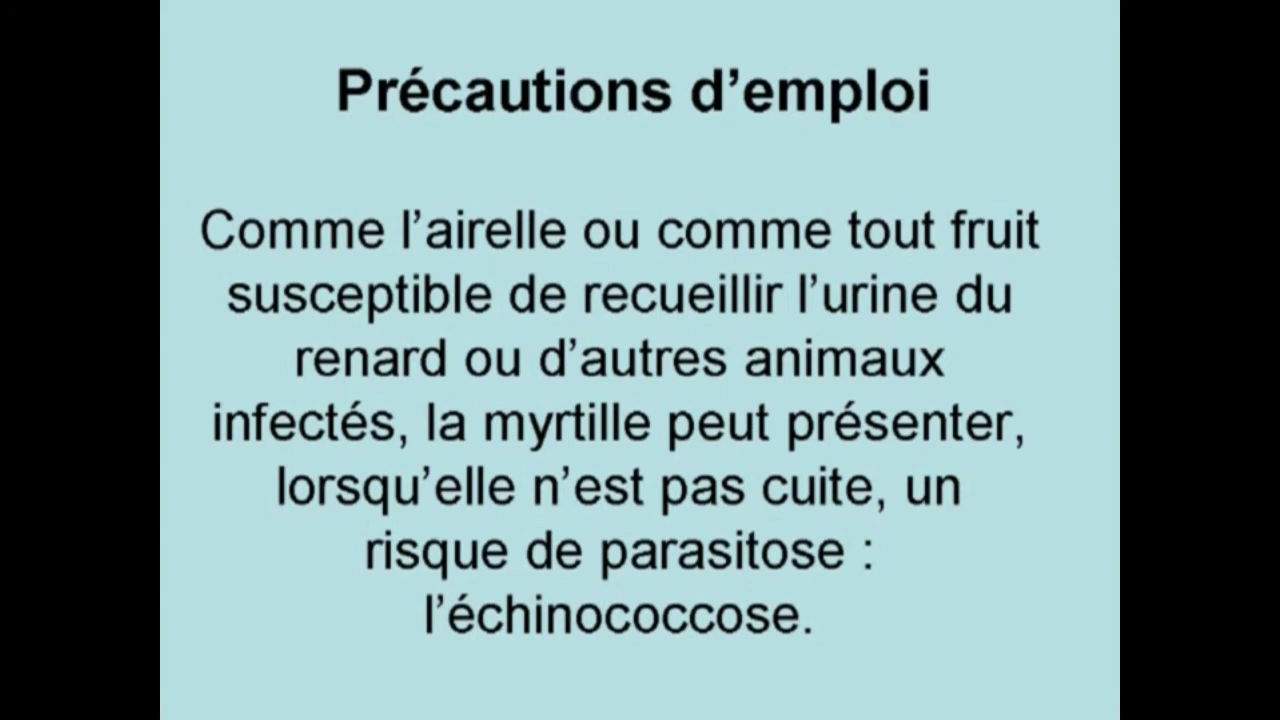 Précautions d’emploi
Comme l’airelle ou comme tout fruit
susceptible de recueillir l’urine du
renard ou d’autres animaux
infectés, la myrtille peut présenter,
lorsqu’elle n’est pas cuite, un
risque de parasitose :
l’échinococcose.